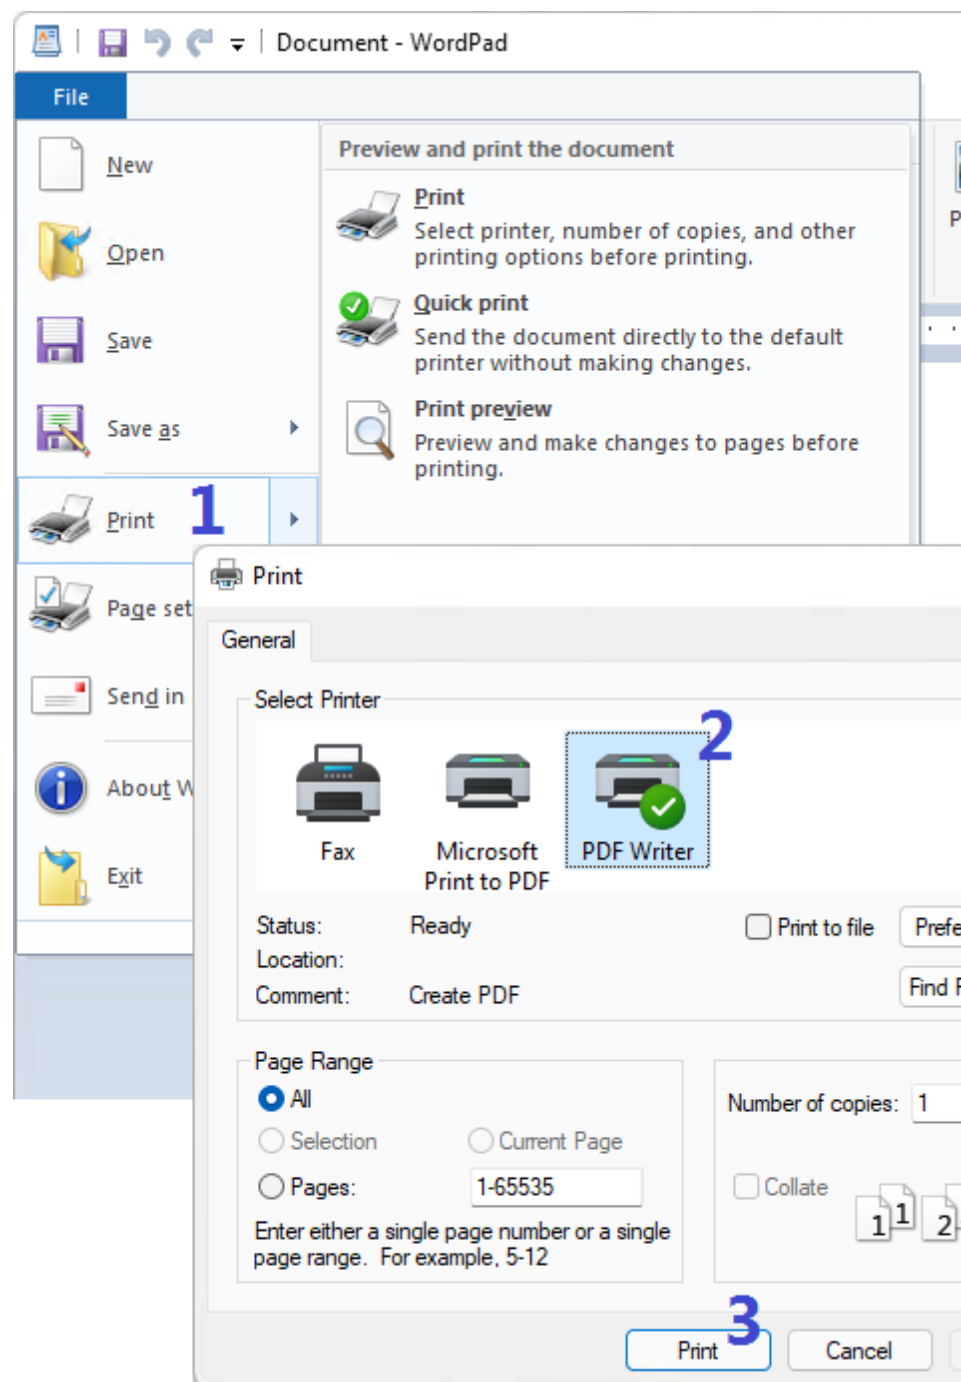 Document - WordPad
File
Preview and print the document
New
Print
Select printer, number of copies, and other
printing options before printing.
Open
Quick print
Send the document directly to the default
printer without making changes.
Save
Print preview
Preview and make changes to pages before
printing.
Save as
Print
1
Print
Page set
General
Send in
Select Printer
2
About W
Fax
Microsoft
Print to PDF
PDF Writer
Exit
Status: Ready
Print to file
Prefe
Location:
Comment: Create PDF
Find
Page Range
All
Number of copies: 1
Selection
Current Page
Pages: 1-65535
Collate
1 1 2
Enter either a single page number or a single
page range. For example, 5-12
3
Print
Cancel